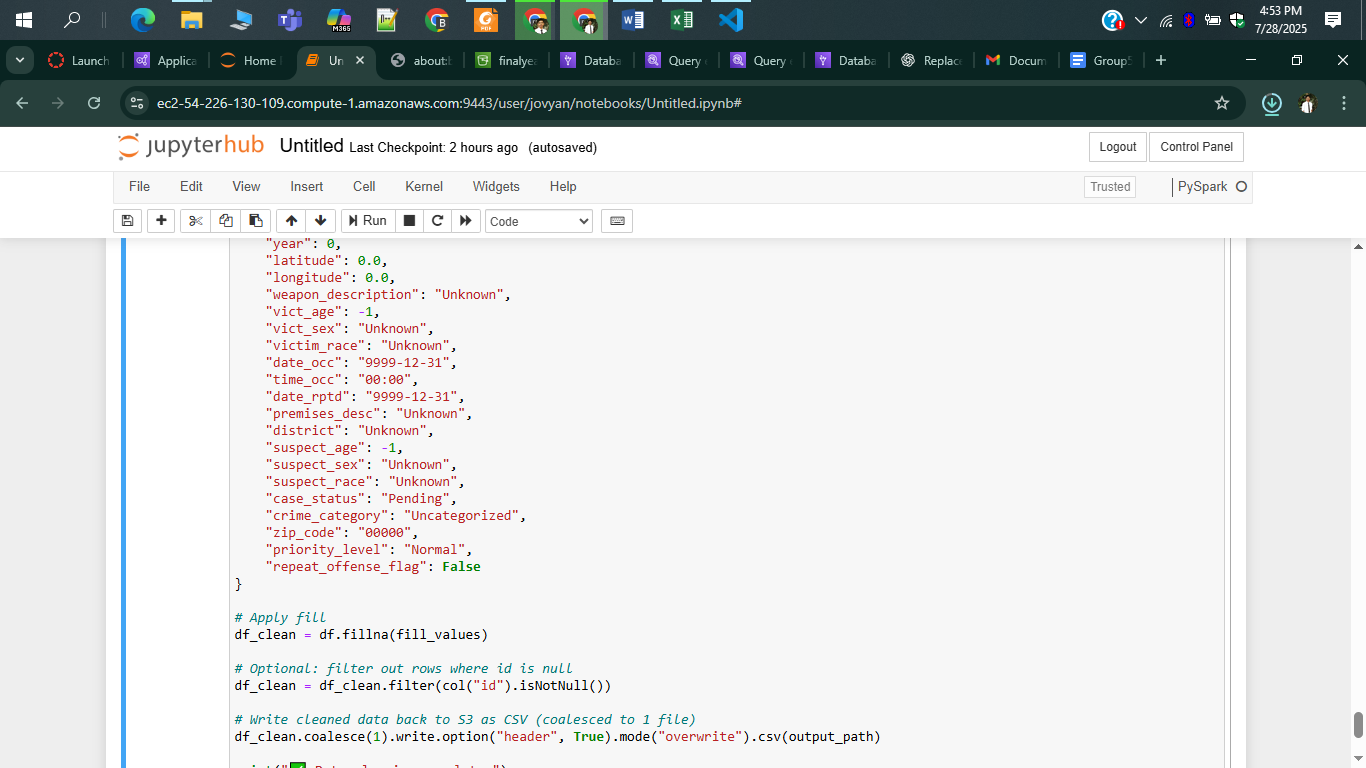 M365
PDF
B
4:53 PM
7/28/2025
Launch
Applica
Home
Un
about:b
finalyea
Databa
Query
Query
Databa
Replace
Docum
GroupS
ec2-54-226-130-109.compute-1.amazonaws.com:9443/user/jovyan/notebooks/Untitled.ipynb#
jupyterhub Untitled Last Checkpoint: 2 hours ago (autosaved) Logout Control Panel
File Edit View Insert Cell Kernel Widgets Help Trusted PySpark
Run Code
"year": 0,
"latitude": 0.0,
"longitude": 0.0,
"weapon_description": "Unknown",
"vict_age": -1,
"vict_sex": "Unknown",
"victim_race": "Unknown",
"date_occ": "9999-12-31",
"time_occ": "00:00",
"date_rptd": "9999-12-31",
"premises_desc": "Unknown",
"district": "Unknown",
"suspect_age": -1,
"suspect_sex": "Unknown",
"suspect_race": "Unknown",
"case_status": "Pending",
"crime_category": "Uncategorized",
"zip_code": "00000",
"priority_level": "Normal",
"repeat_offense_flag": False
}
# Apply fill
df_clean = df.fillna(fill_values)
# Optional: filter out rows where id is null
df_clean = df_clean.filter(col("id").isNotNull())
# Write cleaned data back to S3 as CSV (coalesced to 1 file)
df_clean.coalesce(1).write.option("header", True).mode("overwrite").csv(output_path)